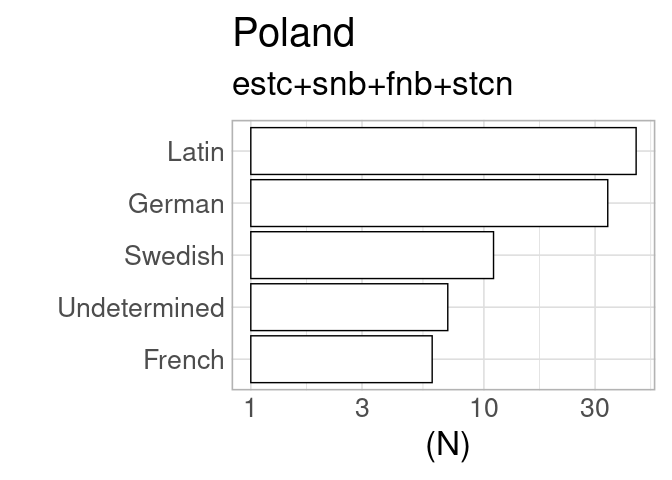 Poland
estc+snb+fnb+stcn
Latin
German
Swedish
Undetermined
French
1 3 10 30
(N)